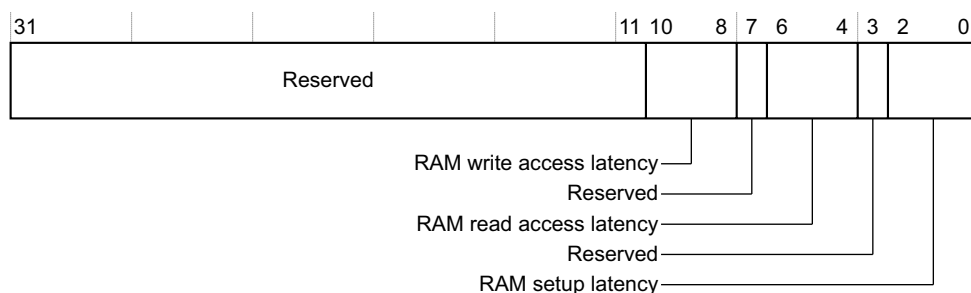 31 11 10 8 7 6 4 3 2 0
Reserved
RAM write access latency
Reserved
RAM read access latency
Reserved
RAM setup latency